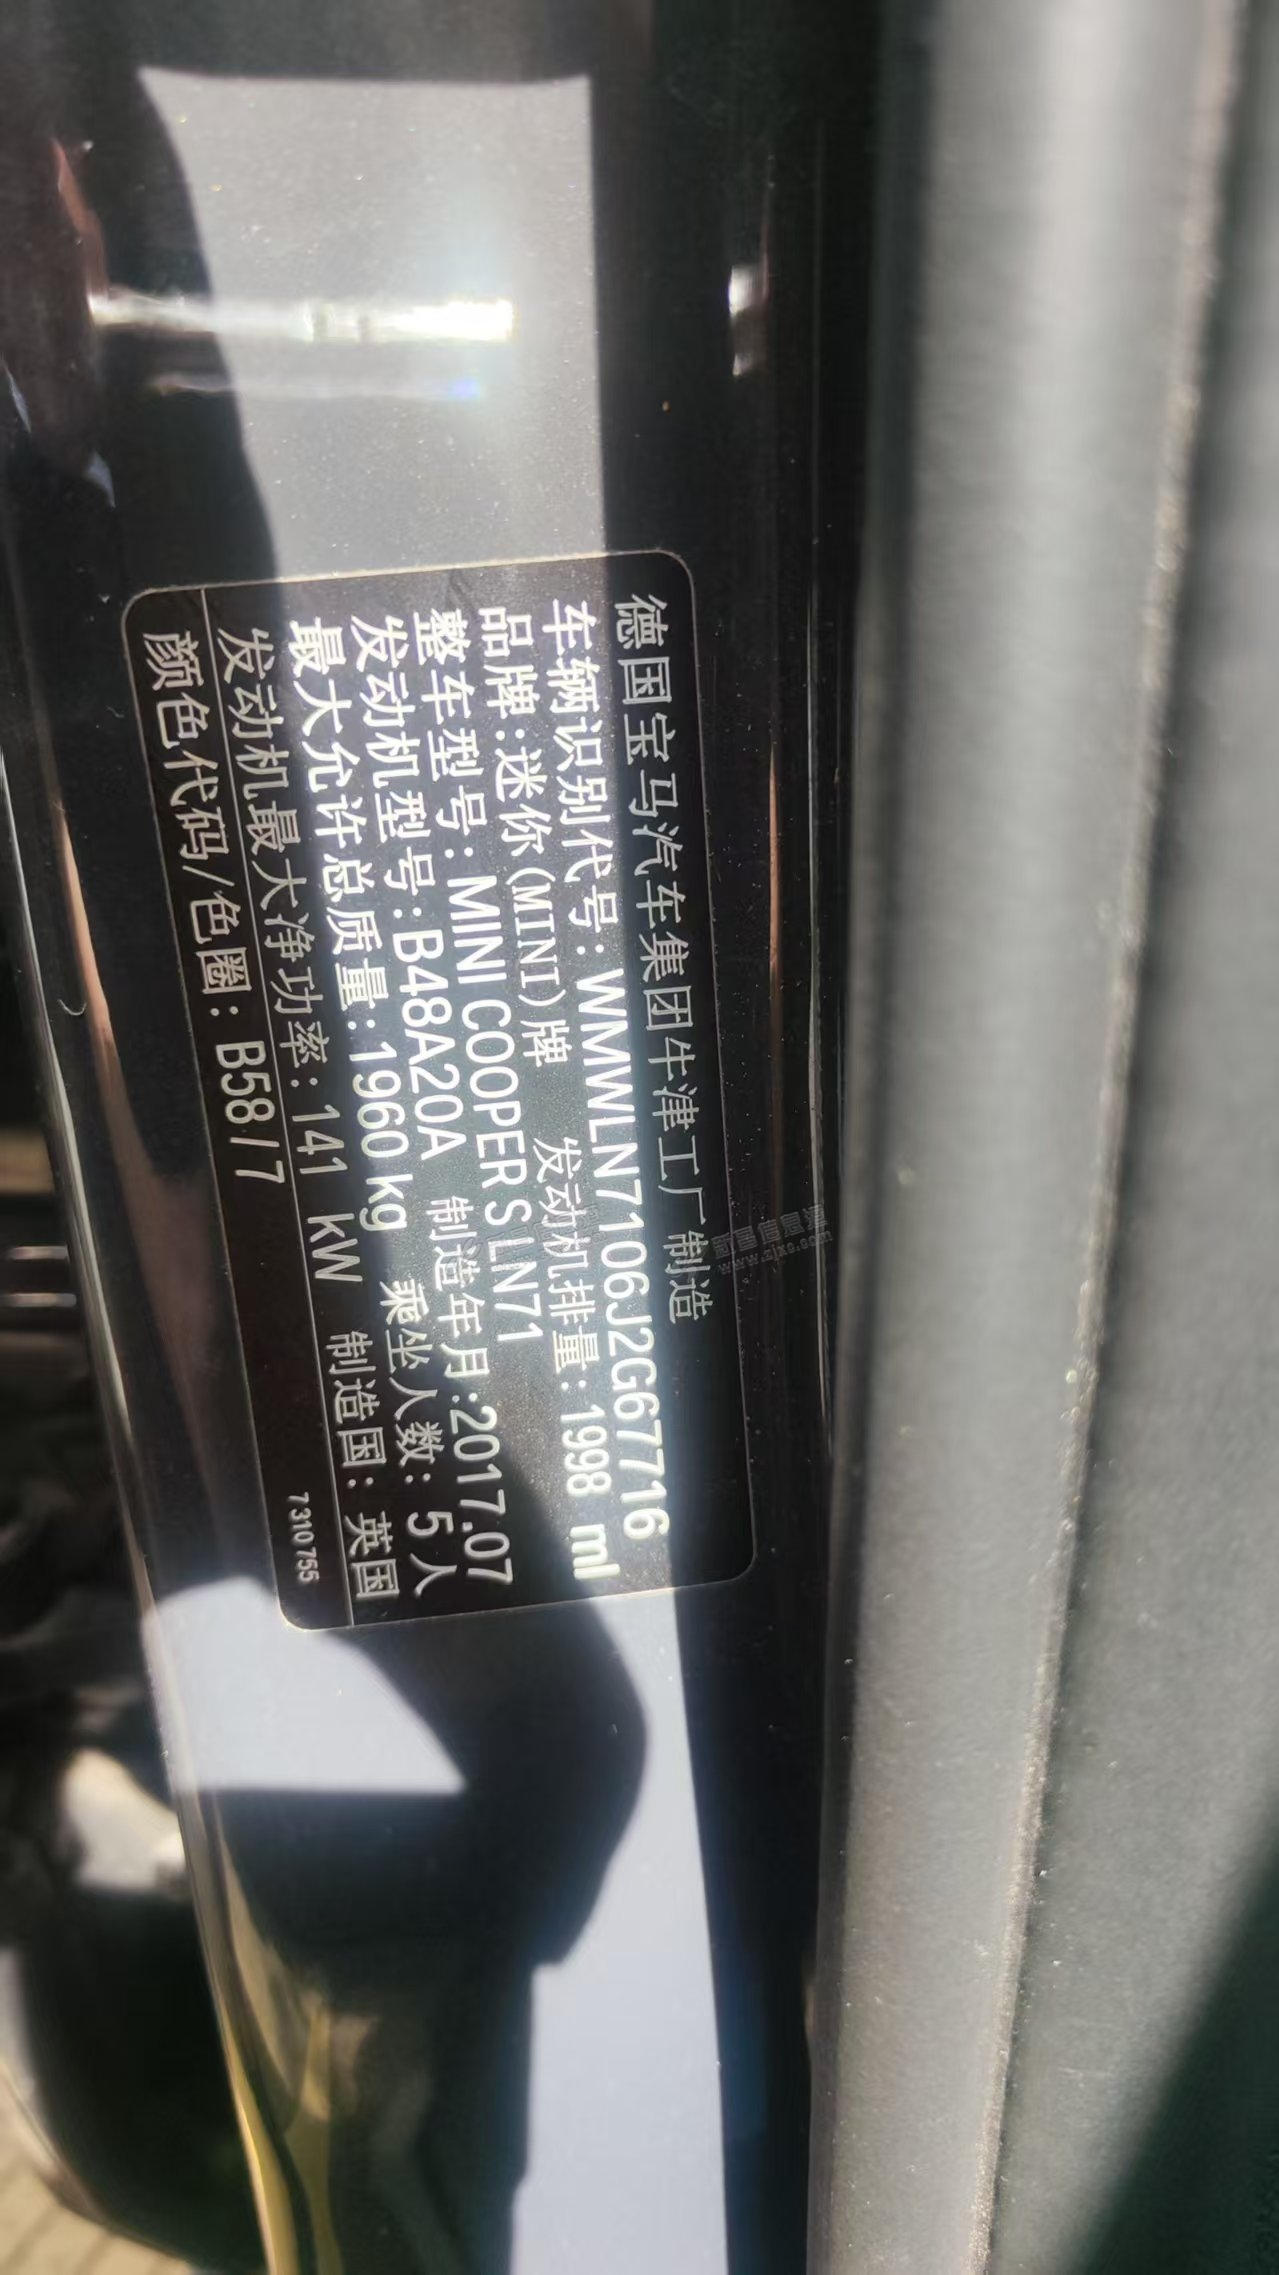 德国宝马汽车集团牛津工厂制造
车辆识别代号:WMWLN7106J2G67716
品牌:迷你(MINI)牌 发动机排量:1998 ml
整车型号:MINI COOPER S LN71
发动机型号:B48A20A 制造年月:2017.07
最大允许总质量:1960 kg 乘坐人数: 5人
发动机最大净功率: 141 kW 制造国: 英国
颜色代码/色圈: B58 / 7
7310755
www.zjxc.com